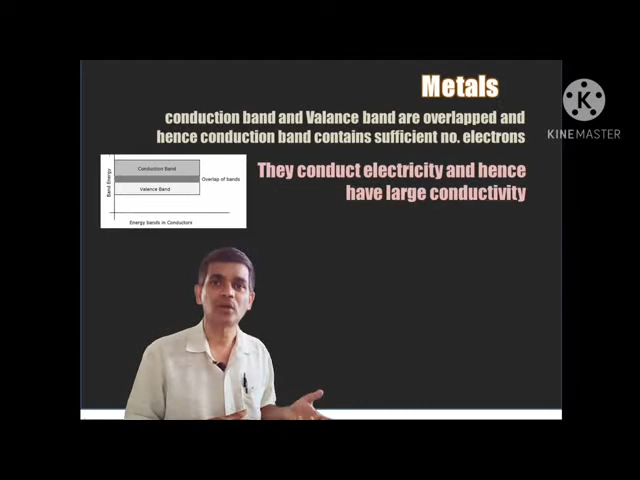 Metals
conduction band and Valance band are overlapped and
hence conduction band contains sufficient no. electrons
They conduct electricity and hence
have large conductivity
Band Energy
Conduction Band
Overlap of bands
Valance Band
Energy bands in Conductors
K
KINEMASTER